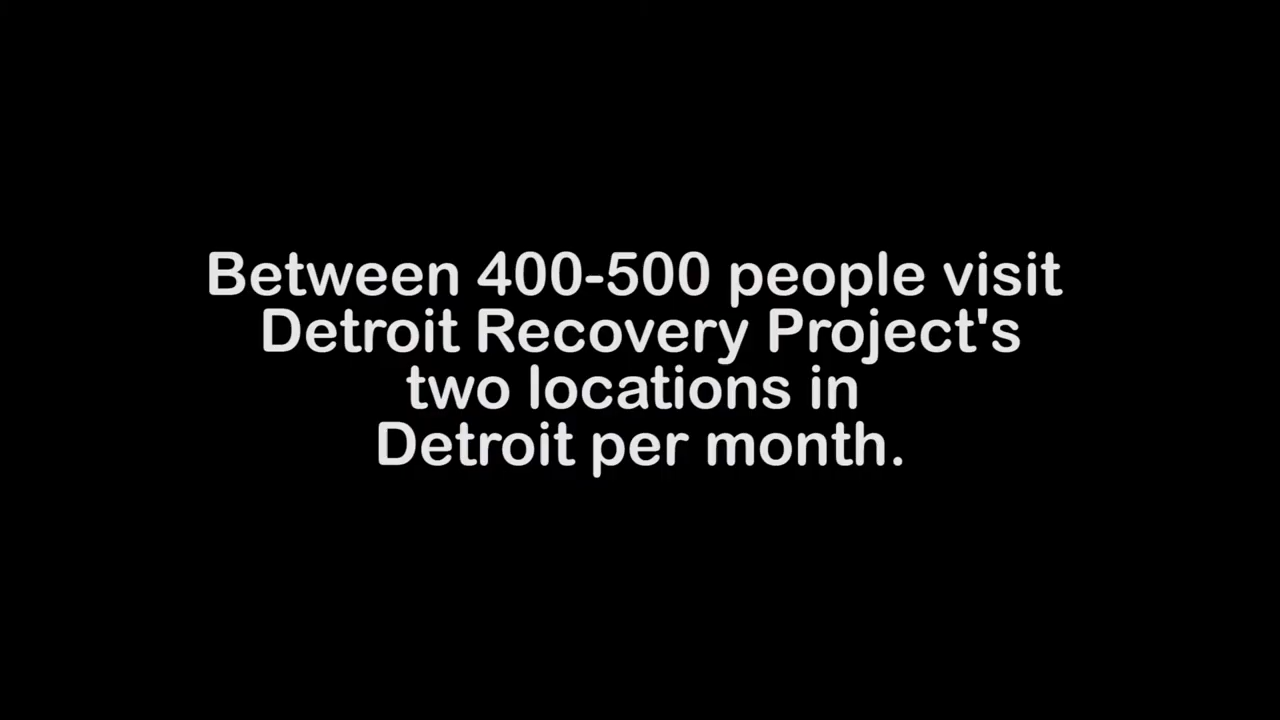 Between 400-500 people visit
Detroit Recovery Project's
two locations in
Detroit per month.